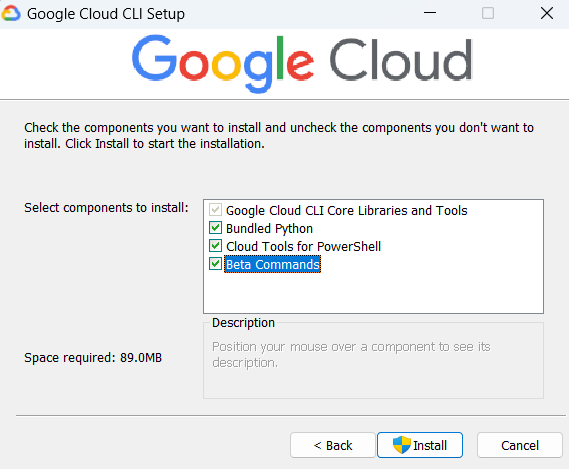 Google Cloud CLI Setup
Google Cloud
Check the components you want to install and uncheck the components you don't want to
install. Click Install to start the installation.
Select components to install:
Google Cloud CLI Core Libraries and Tools
Bundled Python
Cloud Tools for PowerShell
Beta Commands
Description
Position your mouse over a component to see its
description.
Space required: 89.0MB
< Back
Install
Cancel